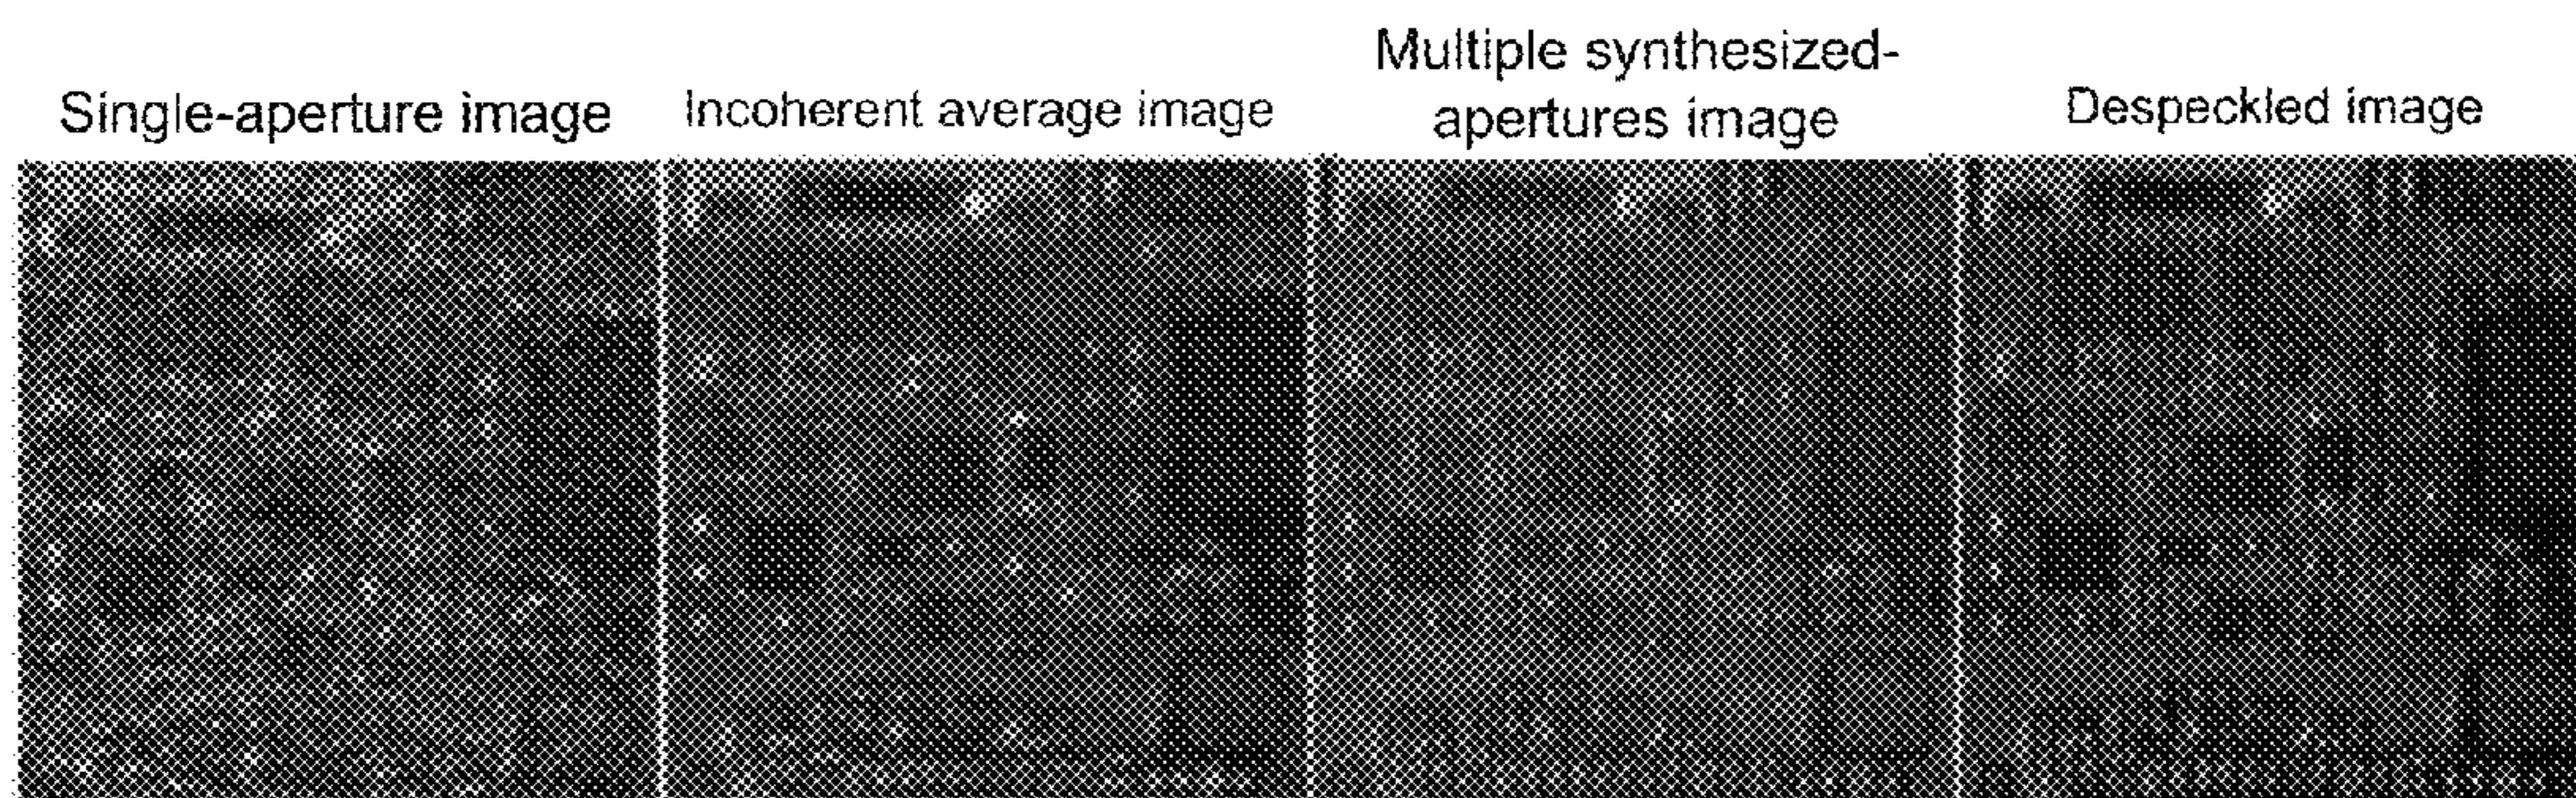 Single-aperture image
Incoherent average image
Multiple synthesized-
apertures image
Despeckled image